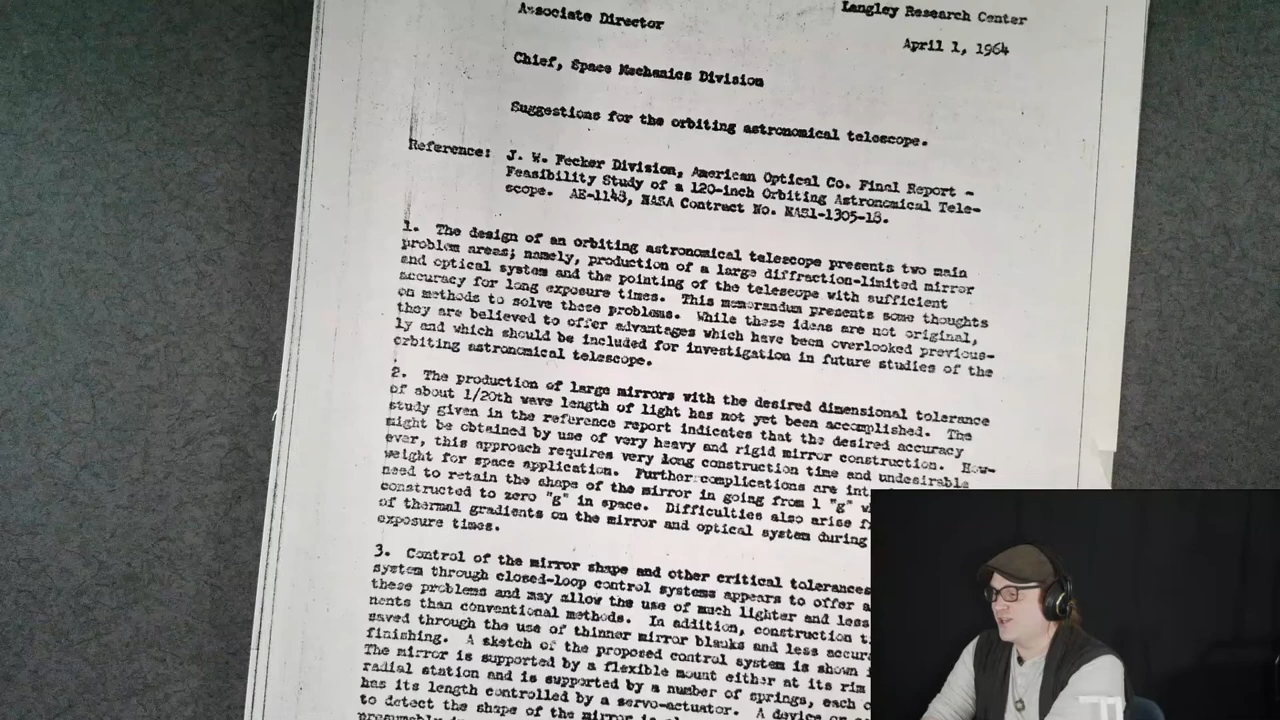 Associate Director
Langley Research Center
April 1, 1964
Chief, Space Mechanics Division
Suggestions for the orbiting astronomical telescope.
Reference: J. W. Fecker Division, American Optical Co. Final Report -
Feasibility Study of a 120-inch Orbiting Astronomical Tele-
scope. AE-1148, NASA Contract No. NAS1-1305-18.
1. The design of an orbiting astronomical telescope presents two main
problem areas; namely, production of a large diffraction-limited mirror
and optical system and the pointing of the telescope with sufficient
accuracy for long exposure times. This memorandum presents some thoughts
on methods to solve these problems. While these ideas are not original,
they are believed to offer advantages which have been overlooked previous-
ly and which should be included for investigation in future studies of the
orbiting astronomical telescope.
2. The production of large mirrors with the desired dimensional tolerance
of about 1/20th wave length of light has not yet been accomplished. The
study given in the reference report indicates that the desired accuracy
might be obtained by use of very heavy and rigid mirror construction. How-
ever, this approach requires very long construction time and undesirable
weight for space application. Further complications are
need to retain the shape of the mirror in going from 1 "g"
constructed to zero "g" in space. Difficulties also arise
of thermal gradients on the mirror and optical system during
exposure times.
3. Control of the mirror shape and other critical tolerances
system through closed-loop control systems appears to offer a
these problems and may allow the use of much lighter and less
nents than conventional methods. In addition, construction
saved through the use of thinner mirror blanks and less
finishing. A sketch of the proposed control system is shown
The mirror is supported by a flexible mount either at its rim
radial station and is supported by a number of springs, each
has its length controlled by a servo-actuator. A device
to detect the shape of the mirror is